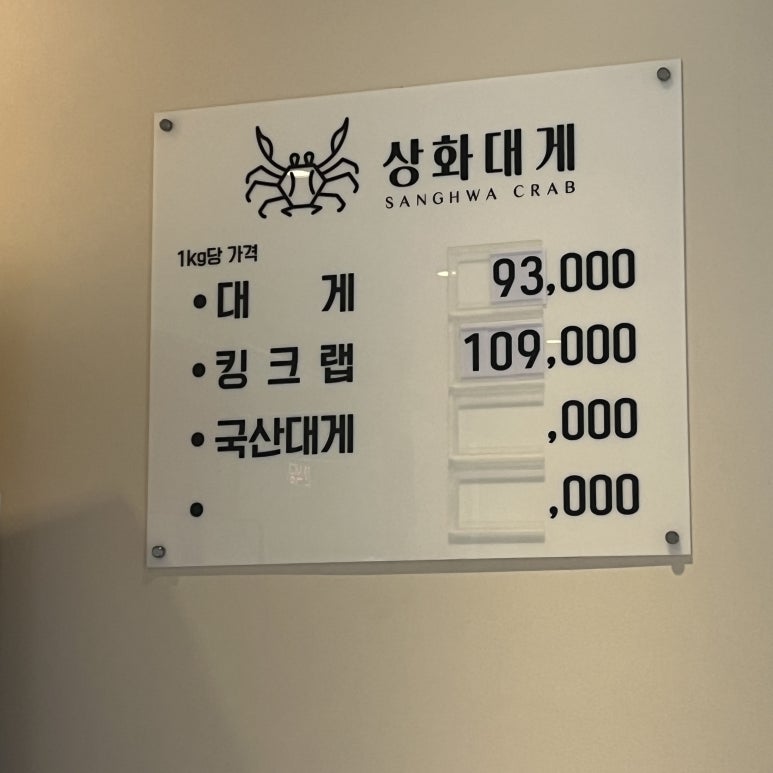 상화대게
SANGHWA CRAB
1kg당 가격
• 대 게 93,000
• 킹 크 랩 109,000
• 국산대게 ,000
• ,000